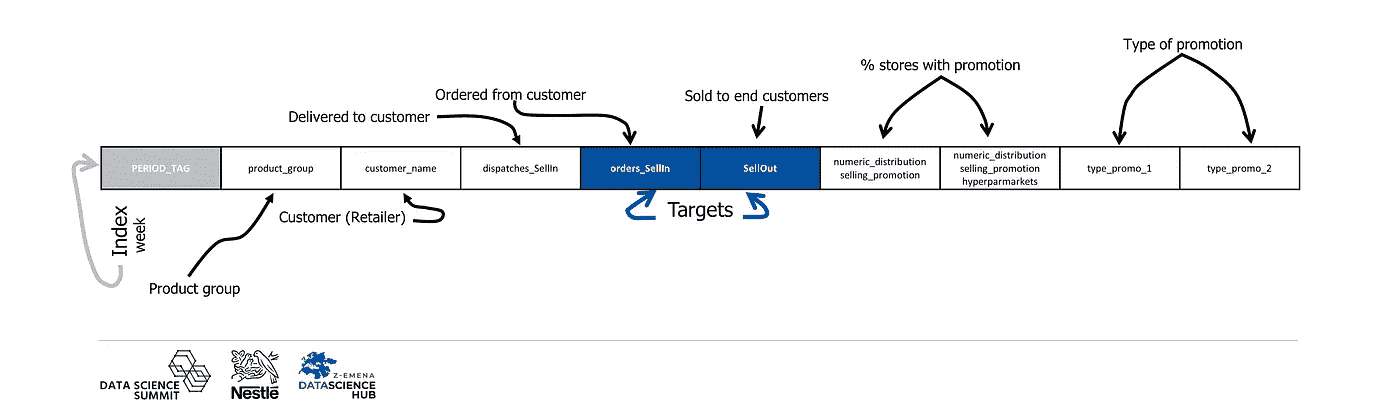 Type of promotion
% stores with promotion
Ordered from customer
Sold to end customers
Delivered to customer
PERIOD_TAG
product_group
customer_name
dispatches_SellIn
orders_SellIn
SellOut
numeric_distribution
selling_promotion
numeric_distribution
selling_promotion
hyperparmarkets
type_promo_1
type_promo_2
Index
week
Customer (Retailer)
Targets
Product group
DATA SCIENCE
SUMMIT
Nestlé
Z-EMENA
DATASCIENCE
HUB